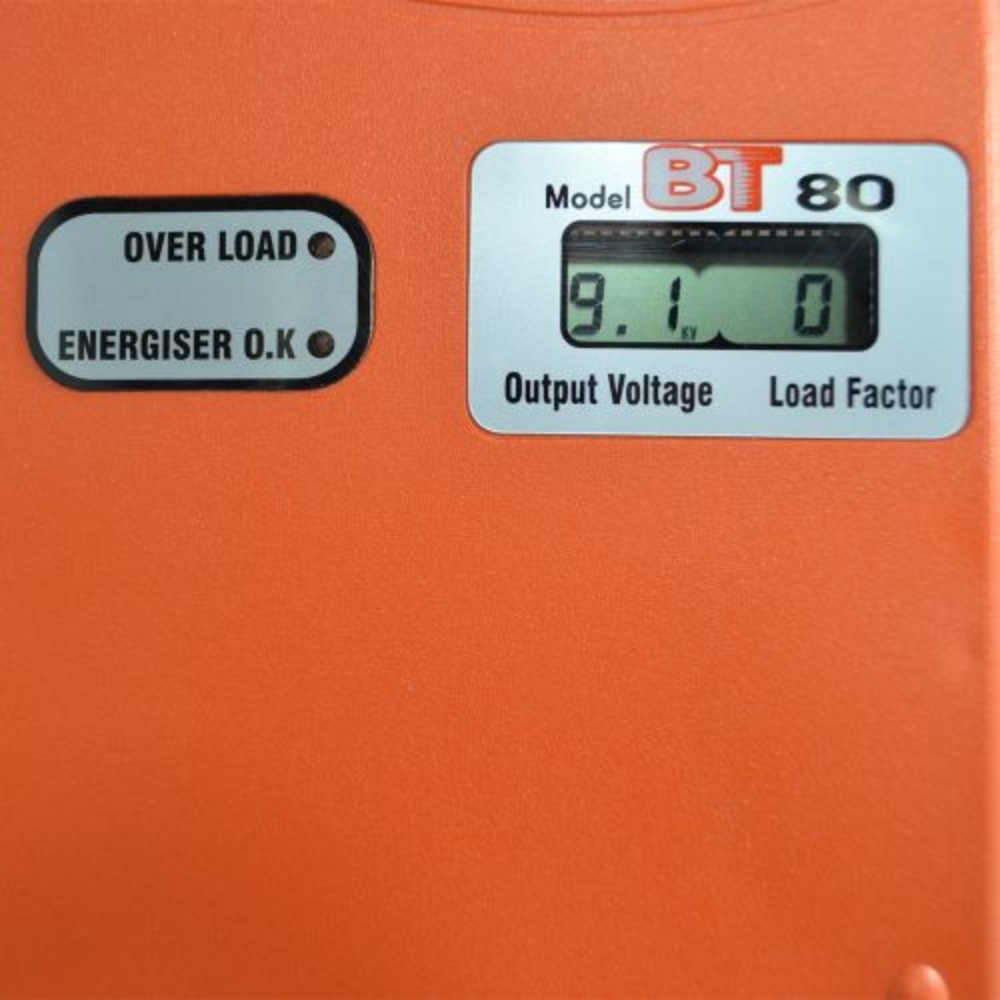 OVER LOAD
ENERGISER O.K
Model BT 80
9.1 KV 0
Output Voltage Load Factor